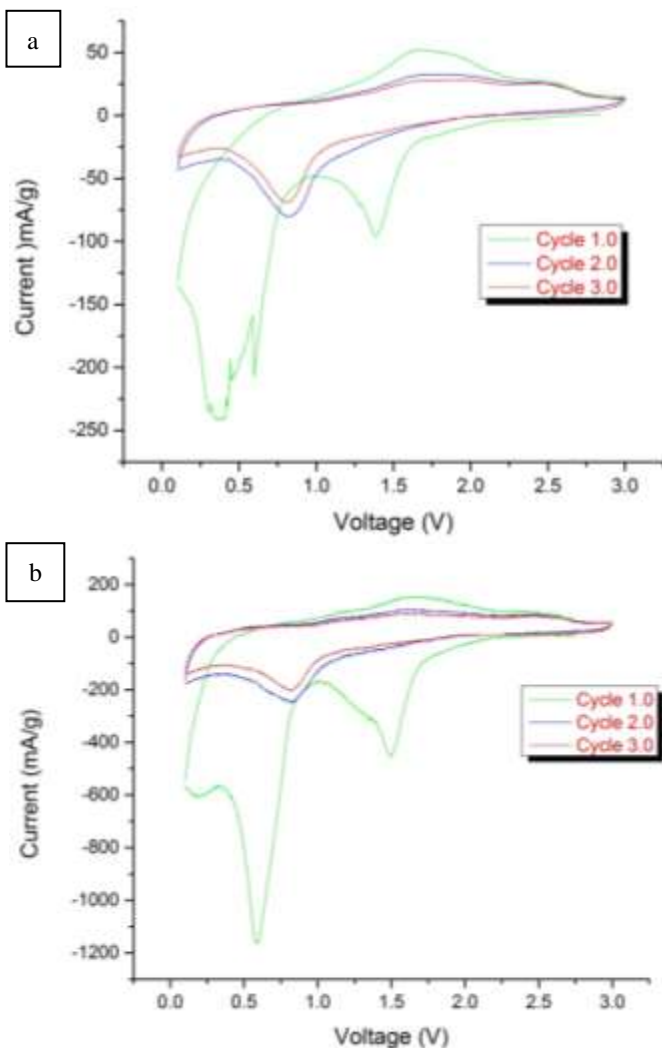 a
50
0
-50
-100
-150
-200
-250
Current )mA/g)
Cycle 1.0
Cycle 2.0
Cycle 3.0
0.0 0.5 1.0 1.5 2.0 2.5 3.0
Voltage (V)
b
200
0
-200
-400
-600
-800
-1000
-1200
Current (mA/g)
Cycle 1.0
Cycle 2.0
Cycle 3.0
0.0 0.5 1.0 1.5 2.0 2.5 3.0
Voltage (V)